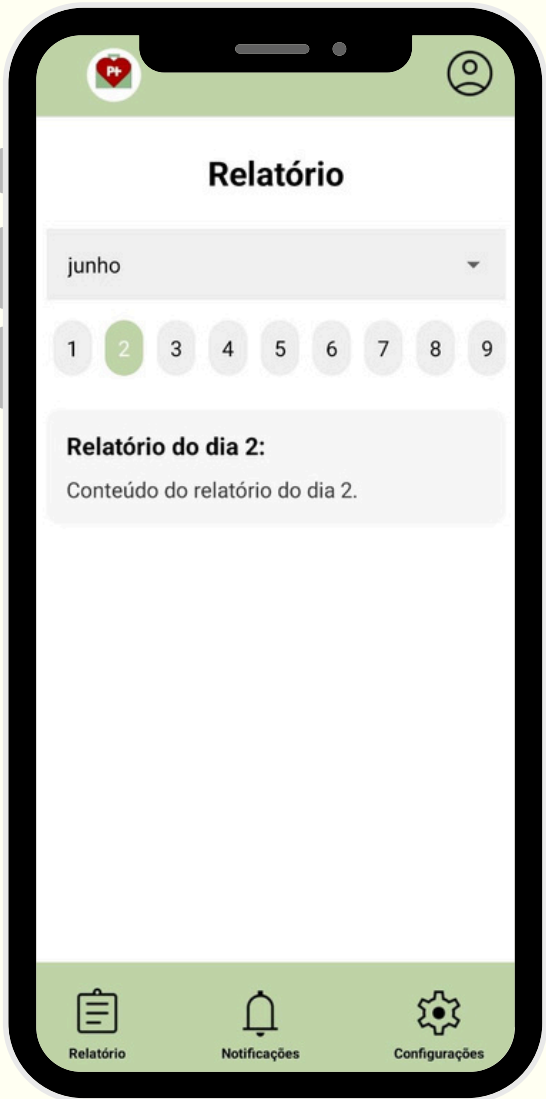 P+
Relatório
junho
1 2 3 4 5 6 7 8 9
Relatório do dia 2:
Conteúdo do relatório do dia 2.
Relatório Notificações Configurações